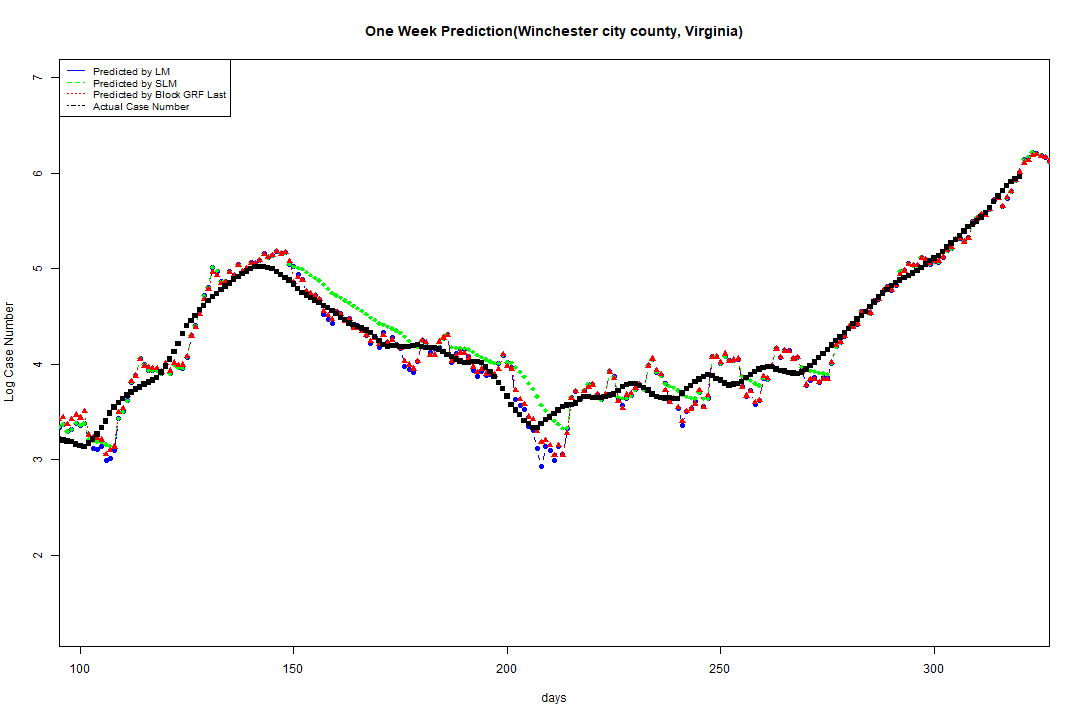 One Week Prediction(Winchester city county, Virginia)
Predicted by LM
Predicted by SLM
Predicted by Block GRF Last
Actual Case Number
7
6
5
4
3
2
Log Case Number
100 150 200 250 300
days